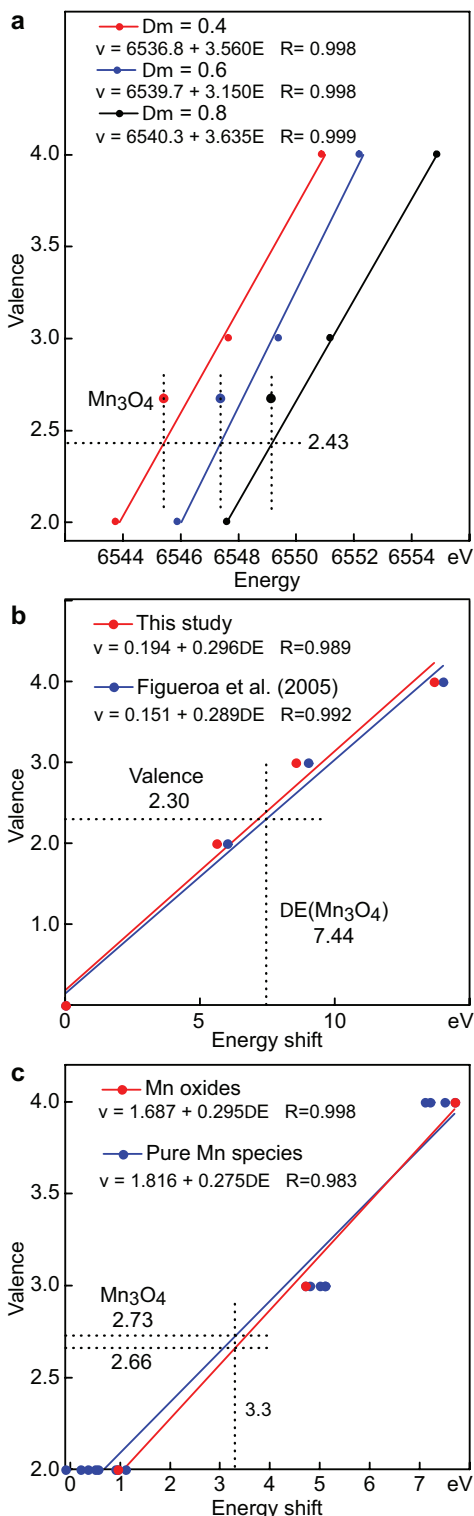 a
Dm = 0.4
v = 6536.8 + 3.560E R= 0.998
Dm = 0.6
v = 6539.7 + 3.150E R= 0.998
Dm = 0.8
v = 6540.3 + 3.635E R= 0.999
4.0
3.5
3.0
2.5
2.0
Valence
Mn3O4
2.43
6544 6546 6548 6550 6552 6554 eV
Energy
b
This study
v = 0.194 + 0.296DE R=0.989
Figueroa et al. (2005)
v = 0.151 + 0.289DE R=0.992
4.0
3.0
2.0
1.0
Valence
Valence
2.30
DE(Mn3O4)
7.44
0 5 10 eV
Energy shift
c
Mn oxides
v = 1.687 + 0.295DE R=0.998
Pure Mn species
v = 1.816 + 0.275DE R=0.983
4.0
3.5
3.0
2.5
2.0
Valence
Mn3O4
2.73
2.66
3.3
0 1 2 3 4 5 6 7 eV
Energy shift